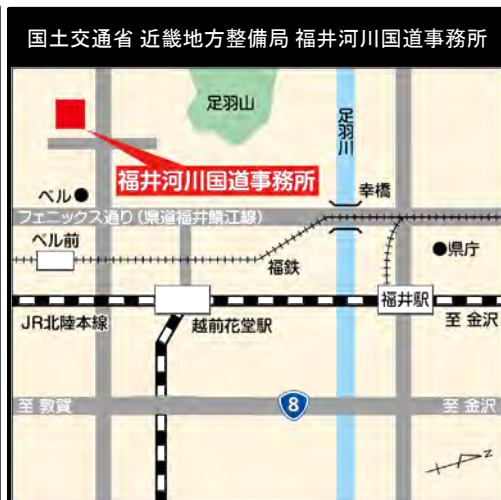 国土交通省 近畿地方整備局 福井河川国道事務所
足羽山
足羽川
福井河川国道事務所
ベル
幸橋
フェニックス通り(県道福井鯖江線)
ベル前
県庁
福鉄
福井駅
JR北陸本線
越前花堂駅
至 金沢
至 敦賀
8
至 金沢
N